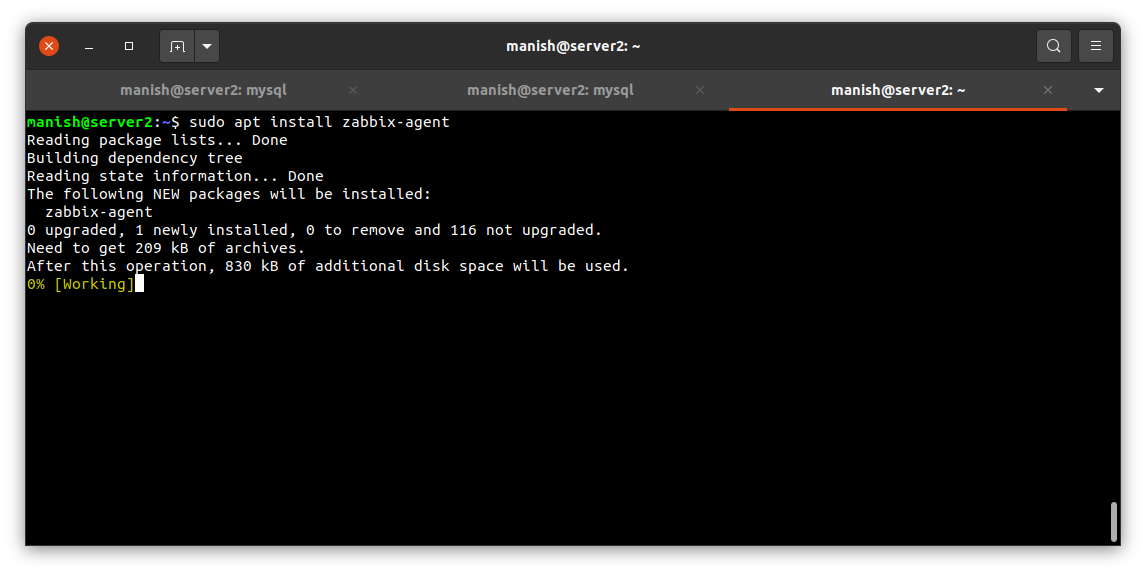 manish@server2: ~
manish@server2: mysql
manish@server2: mysql
manish@server2: ~
manish@server2:~$ sudo apt install zabbix-agent
Reading package lists... Done
Building dependency tree
Reading state information... Done
The following NEW packages will be installed:
  zabbix-agent
0 upgraded, 1 newly installed, 0 to remove and 116 not upgraded.
Need to get 209 kB of archives.
After this operation, 830 kB of additional disk space will be used.
0% [Working]